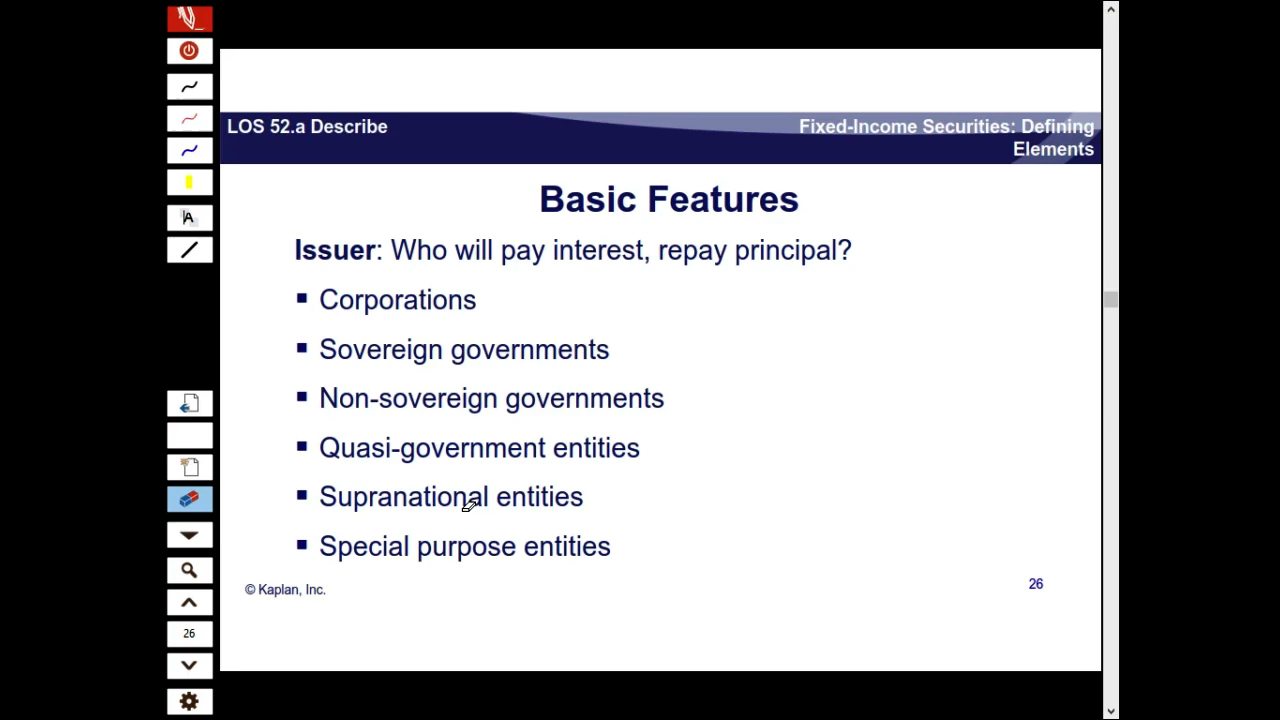 LOS 52.a Describe
Fixed-Income Securities: Defining
Elements
Basic Features
Issuer: Who will pay interest, repay principal?
▪ Corporations
▪ Sovereign governments
▪ Non-sovereign governments
▪ Quasi-government entities
▪ Supranational entities
▪ Special purpose entities
© Kaplan, Inc.
26
A
26